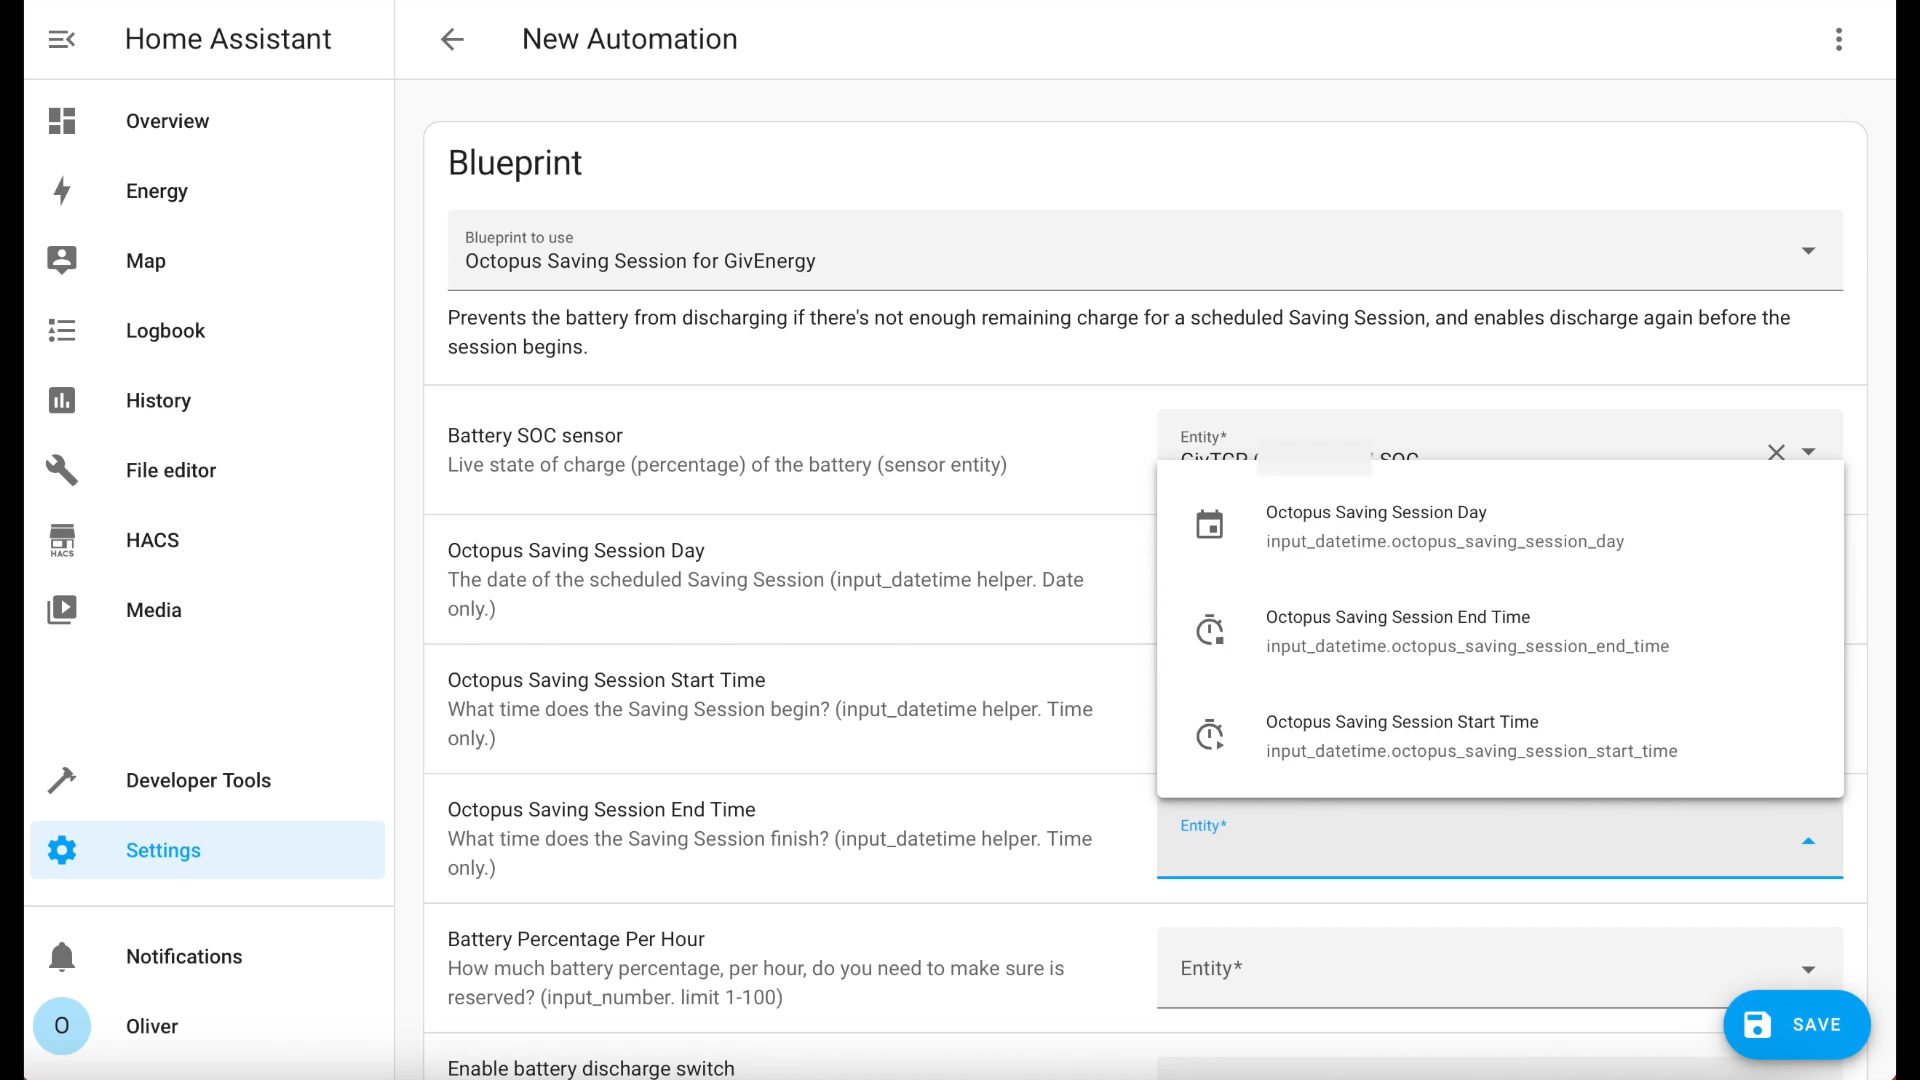 Home Assistant
New Automation
Overview
Energy
Map
Logbook
History
File editor
HACS
HACS
Media
Developer Tools
Settings
Notifications
O
Oliver
Blueprint
Blueprint to use
Octopus Saving Session for GivEnergy
Prevents the battery from discharging if there's not enough remaining charge for a scheduled Saving Session, and enables discharge again before the
session begins.
Battery SOC sensor
Live state of charge (percentage) of the battery (sensor entity)
Entity*
GivTCP ( SOC
Octopus Saving Session Day
The date of the scheduled Saving Session (input_datetime helper. Date
only.)
Octopus Saving Session Start Time
What time does the Saving Session begin? (input_datetime helper. Time
only.)
Octopus Saving Session Day
input_datetime.octopus_saving_session_day
Octopus Saving Session End Time
input_datetime.octopus_saving_session_end_time
Octopus Saving Session Start Time
input_datetime.octopus_saving_session_start_time
Octopus Saving Session End Time
What time does the Saving Session finish? (input_datetime helper. Time
only.)
Entity*
Battery Percentage Per Hour
How much battery percentage, per hour, do you need to make sure is
reserved? (input_number. limit 1-100)
Entity*
SAVE
Enable battery discharge switch